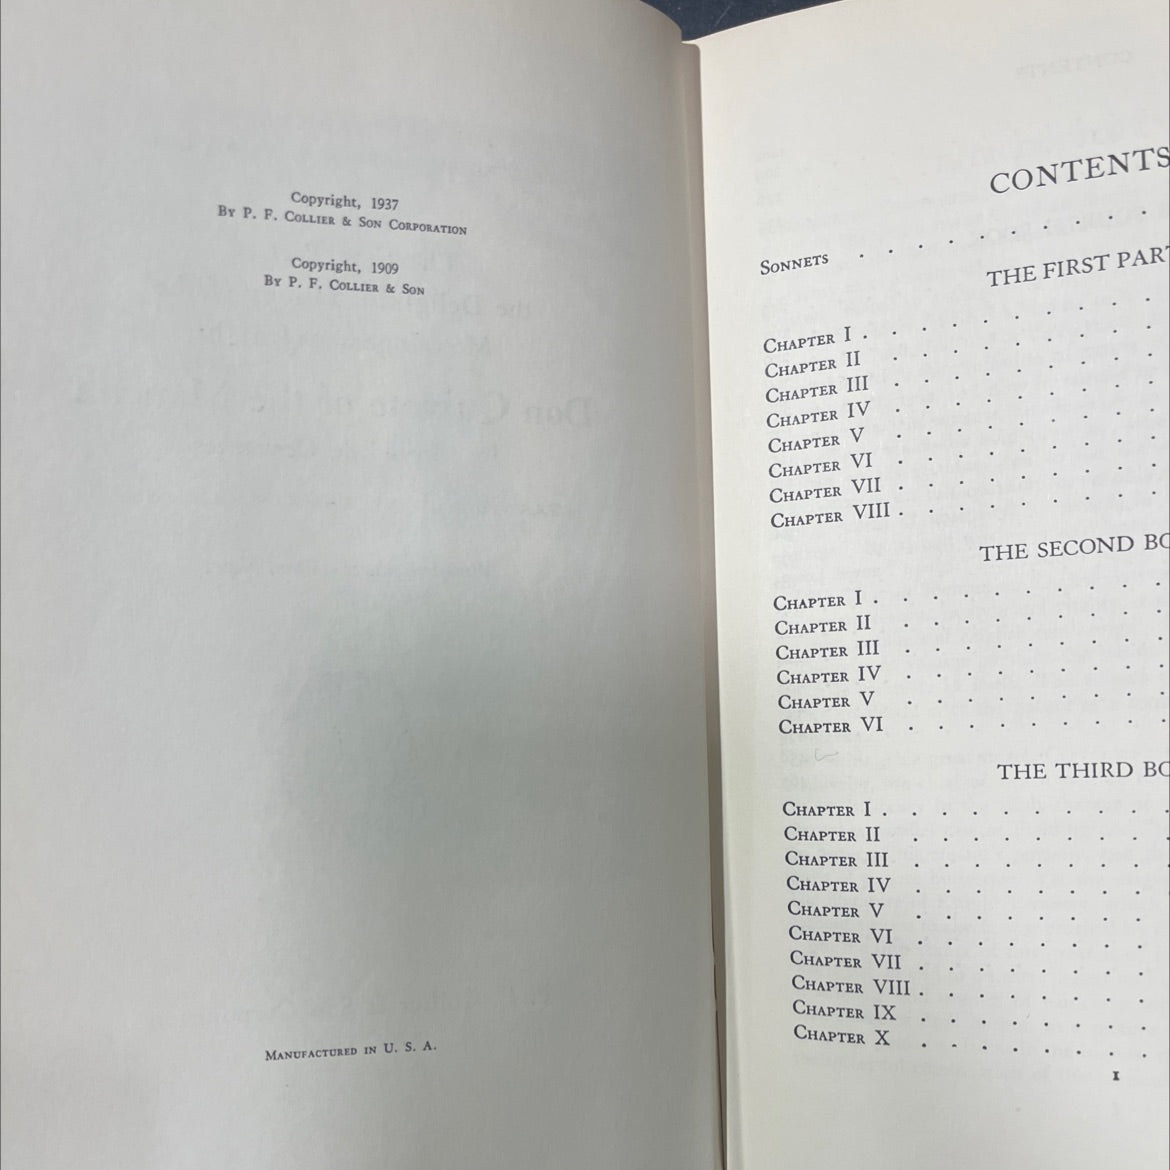 Copyright, 1937
By P. F. Collier & Son Corporation
Copyright, 1909
By P. F. Collier & Son
Manufactured in U. S. A.
CONTENTS
Sonnets . . . . . . . . . .
THE FIRST PART
Chapter I . . . . . . . . . .
Chapter II . . . . . . . . .
Chapter III . . . . . . . . .
Chapter IV . . . . . . . . .
Chapter V . . . . . . . . .
Chapter VI . . . . . . . . .
Chapter VII . . . . . . . . .
Chapter VIII . . . . . . . . .
THE SECOND
Chapter I . . . . . . . . . .
Chapter II . . . . . . . . .
Chapter III . . . . . . . . .
Chapter IV . . . . . . . . .
Chapter V . . . . . . . . .
Chapter VI . . . . . . . . .
THE THIRD
Chapter I . . . . . . . . . .
Chapter II . . . . . . . . .
Chapter III . . . . . . . . .
Chapter IV . . . . . . . . .
Chapter V . . . . . . . .
Chapter VI . . . . . . . . .
Chapter VII . . . . . . . . .
Chapter VIII . . . . . . . . .
Chapter IX . . . . . . . . .
Chapter X . . . . . . . . .
1